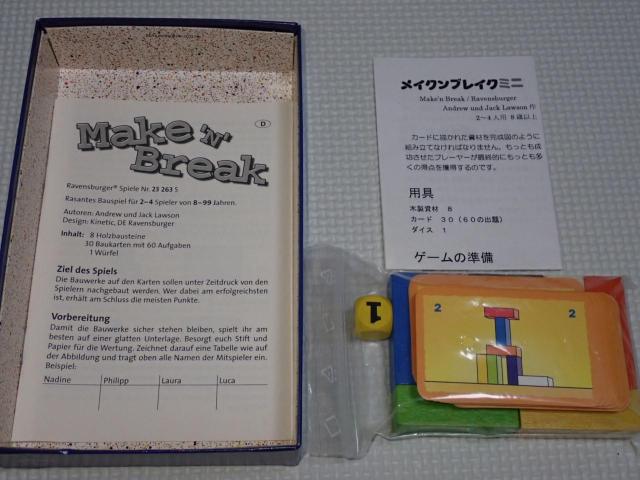 D
Make 'N' Break
Ravensburger® Spiele Nr. 23 263 5
Rasantes Bauspiel für 2–4 Spieler von 8–99 Jahren.
Autoren: Andrew und Jack Lawson
Design: Kinetic, DE Ravensburger
Inhalt: 8 Holzbausteine
30 Baukarten mit 60 Aufgaben
1 Würfel
Ziel des Spiels
Die Bauwerke auf den Karten sollen unter Zeitdruck von den
Spielern nachgebaut werden. Wer dabei am erfolgreichsten
ist, erhält am Schluss die meisten Punkte.
Vorbereitung
Damit die Bauwerke sicher stehen bleiben, spielt ihr am
besten auf einer glatten Unterlage. Besorgt euch Stift und
Papier für die Wertung. Zeichnet darauf eine Tabelle wie auf
der Abbildung und tragt oben alle Namen der Mitspieler ein.
Beispiel:
Nadine Philipp Laura Luca
メイクンブレイクミニ
Make'n Break / Ravensburger
Andrew und Jack Lawson 作
2～4人用 8歳以上
カードに描かれた資材を完成図のように
組み立てなければなりません。もっとも成
功させたプレーヤーが最終的にもっとも多
くの得点を獲得するのです。
用具
木製資材 8
カード 30（60の出題）
ダイス 1
ゲームの準備
1
2 2